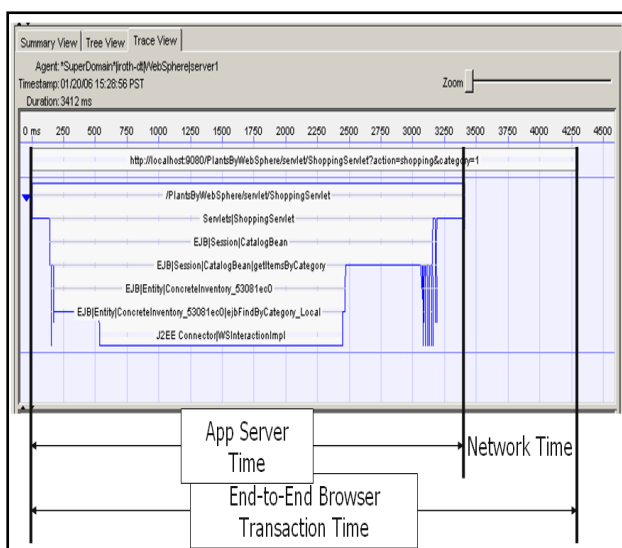 Summary View Tree View Trace View
Agent: *SuperDomain*|jroth-dt|WebSphere|server1
Timestamp: 01/20/06 15:28:56 PST
Duration: 3412 ms
Zoom
0 ms 250 500 750 1000 1250 1500 1750 2000 2250 2500 2750 3000 3250 3500 3750 4000 4250 4500
http://localhost:9080/PlantsByWebSphere/servlet/ShoppingServlet?action=shopping&category=1
/PlantsByWebSphere/servlet/ShoppingServlet
Servlets|ShoppingServlet
EJB|Session|CatalogBean
EJB|Session|CatalogBean|getItemsByCategory
EJB|Entity|ConcreteInventory_53081ec0
EJB|Entity|ConcreteInventory_53081ec0|ejbFindByCategory_Local
J2EE Connector|WSInteractionImpl
App Server
Time
Network Time
End-to-End Browser
Transaction Time